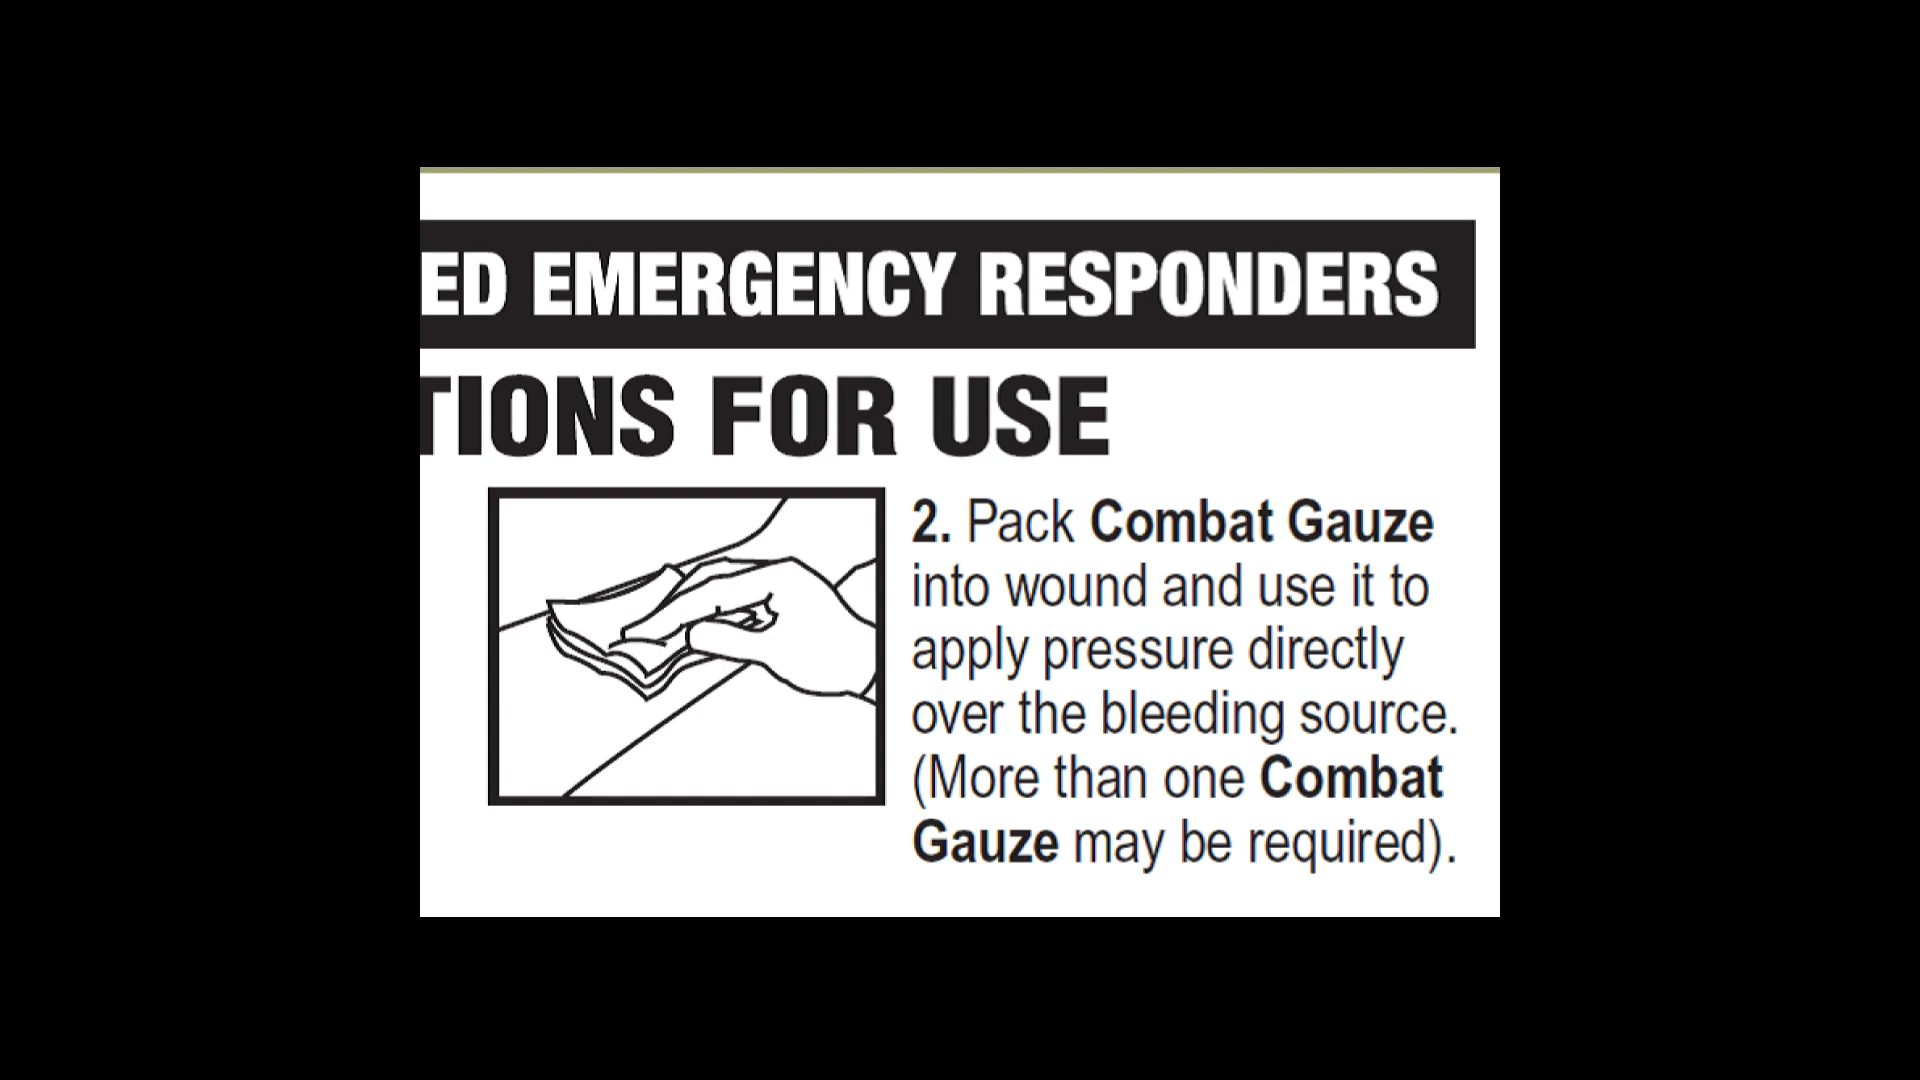 ED EMERGENCY RESPONDERS
TIONS FOR USE
2. Pack Combat Gauze
into wound and use it to
apply pressure directly
over the bleeding source.
(More than one Combat
Gauze may be required).